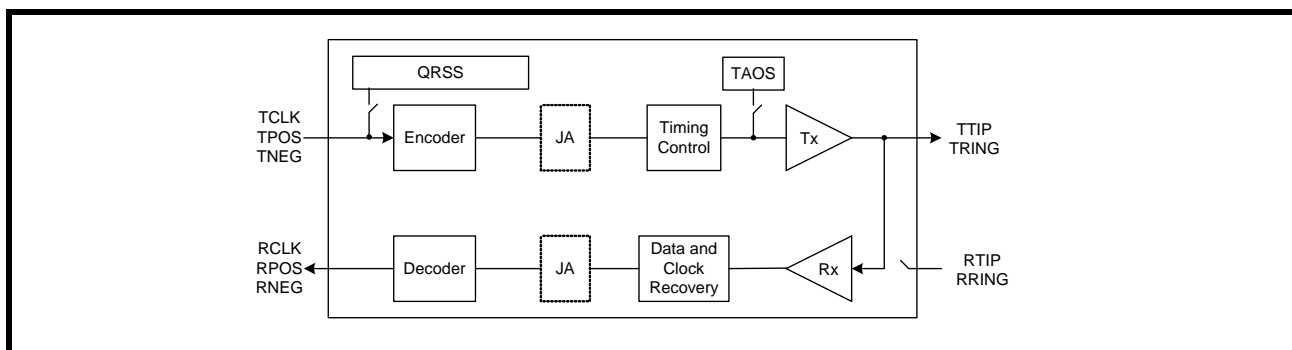 QRSS
TAOS
TCLK
TPOS
TNEG
Encoder
JA
Timing
Control
Tx
TTIP
TRING
RCLK
RPOS
RNEG
Decoder
JA
Data and
Clock
Recovery
Rx
RTIP
RRING